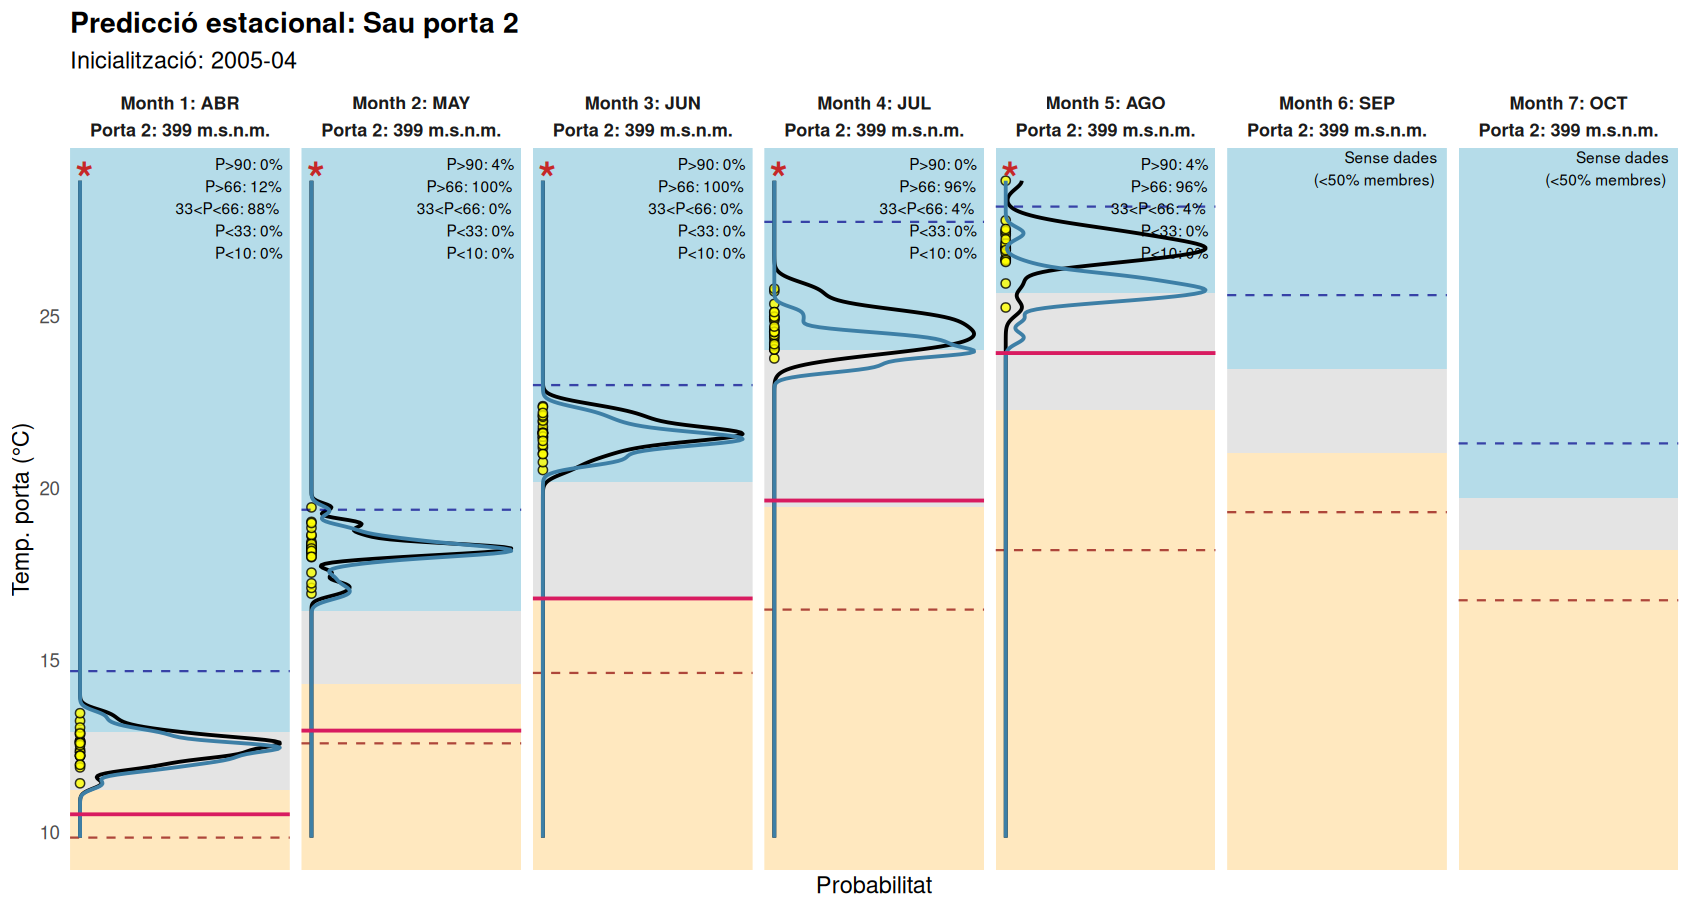 Predicció estacional: Sau porta 2
Inicialització: 2005-04
Month 1: ABR
Porta 2: 399 m.s.n.m.
Month 2: MAY
Porta 2: 399 m.s.n.m.
Month 3: JUN
Porta 2: 399 m.s.n.m.
Month 4: JUL
Porta 2: 399 m.s.n.m.
Month 5: AGO
Porta 2: 399 m.s.n.m.
Month 6: SEP
Porta 2: 399 m.s.n.m.
Month 7: OCT
Porta 2: 399 m.s.n.m.
*
P>90: 0%
P>66: 12%
33<P<66: 88%
P<33: 0%
P<10: 0%
*
P>90: 4%
P>66: 100%
33<P<66: 0%
P<33: 0%
P<10: 0%
*
P>90: 0%
P>66: 100%
33<P<66: 0%
P<33: 0%
P<10: 0%
*
P>90: 0%
P>66: 96%
33<P<66: 4%
P<33: 0%
P<10: 0%
*
P>90: 4%
P>66: 96%
33<P<66: 4%
P<33: 0%
P<10: 0%
Sense dades
(<50% membres)
Sense dades
(<50% membres)
25
20
15
10
Temp. porta (°C)
Probabilitat